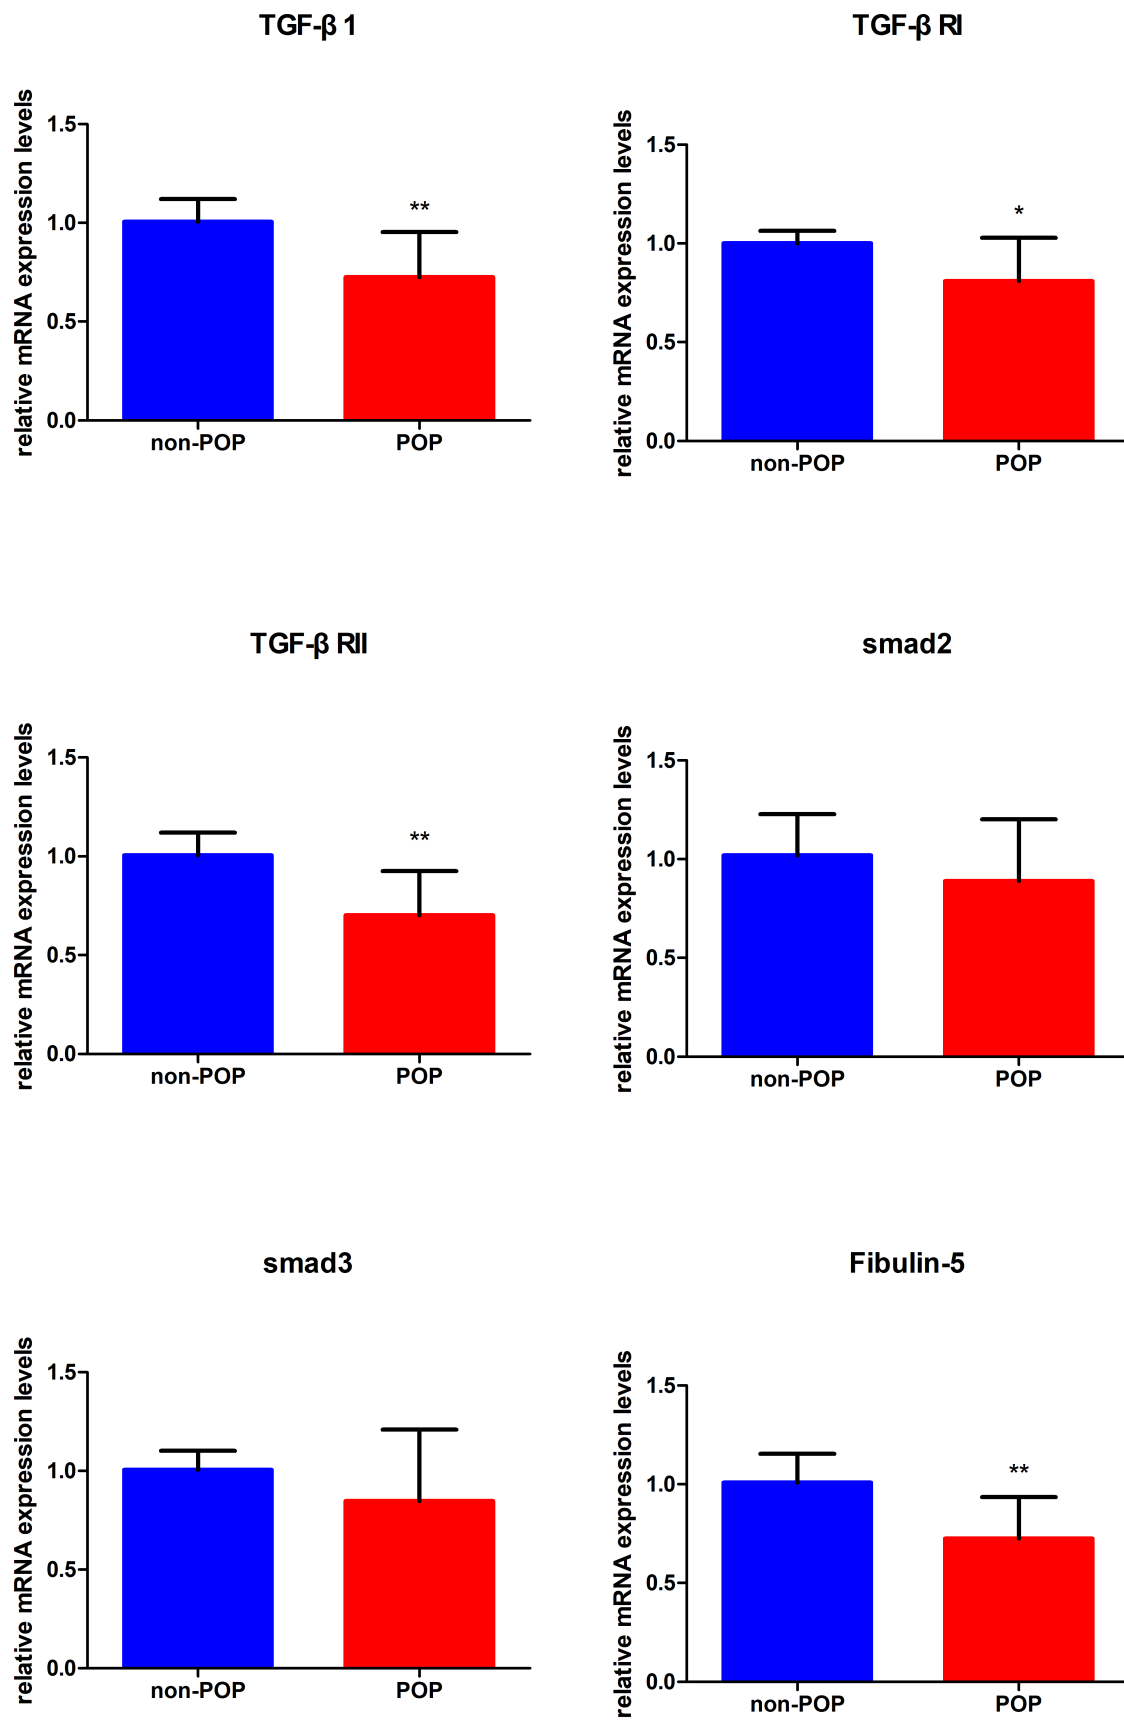 TGF-β 1
relative mRNA expression levels
1.5
1.0
0.5
0.0
**
non-POP
POP
TGF-β RI
relative mRNA expression levels
1.5
1.0
0.5
0.0
*
non-POP
POP
TGF-β RII
relative mRNA expression levels
1.5
1.0
0.5
0.0
**
non-POP
POP
smad2
relative mRNA expression levels
1.5
1.0
0.5
0.0
non-POP
POP
smad3
relative mRNA expression levels
1.5
1.0
0.5
0.0
non-POP
POP
Fibulin-5
relative mRNA expression levels
1.5
1.0
0.5
0.0
**
non-POP
POP